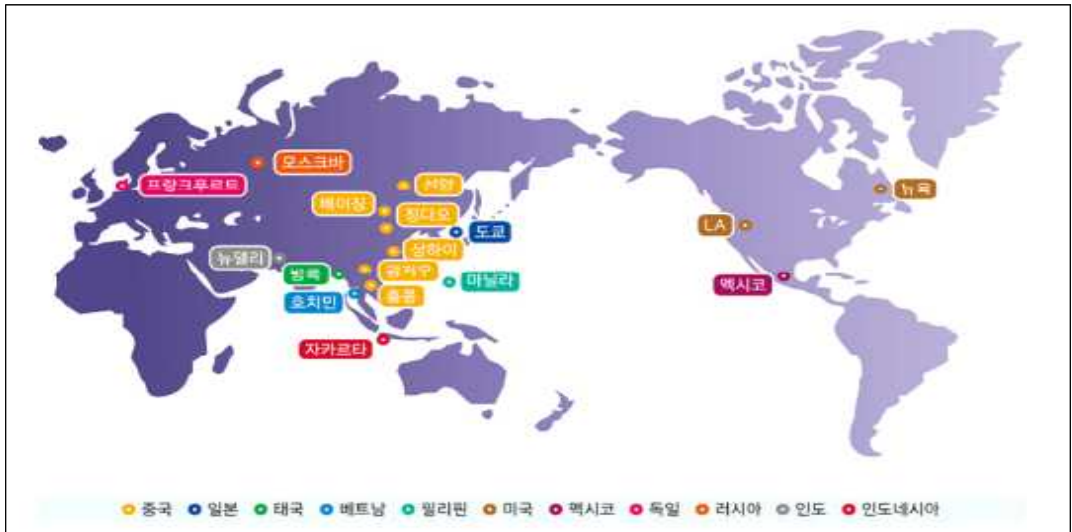 모스크바
프랑크푸르트
선양
베이징
칭다오
뉴욕
LA
도쿄
상하이
뉴델리
광저우
방콕
마닐라
멕시코
홍콩
호치민
자카르타
중국 일본 태국 베트남 필리핀 미국 멕시코 독일 러시아 인도 인도네시아